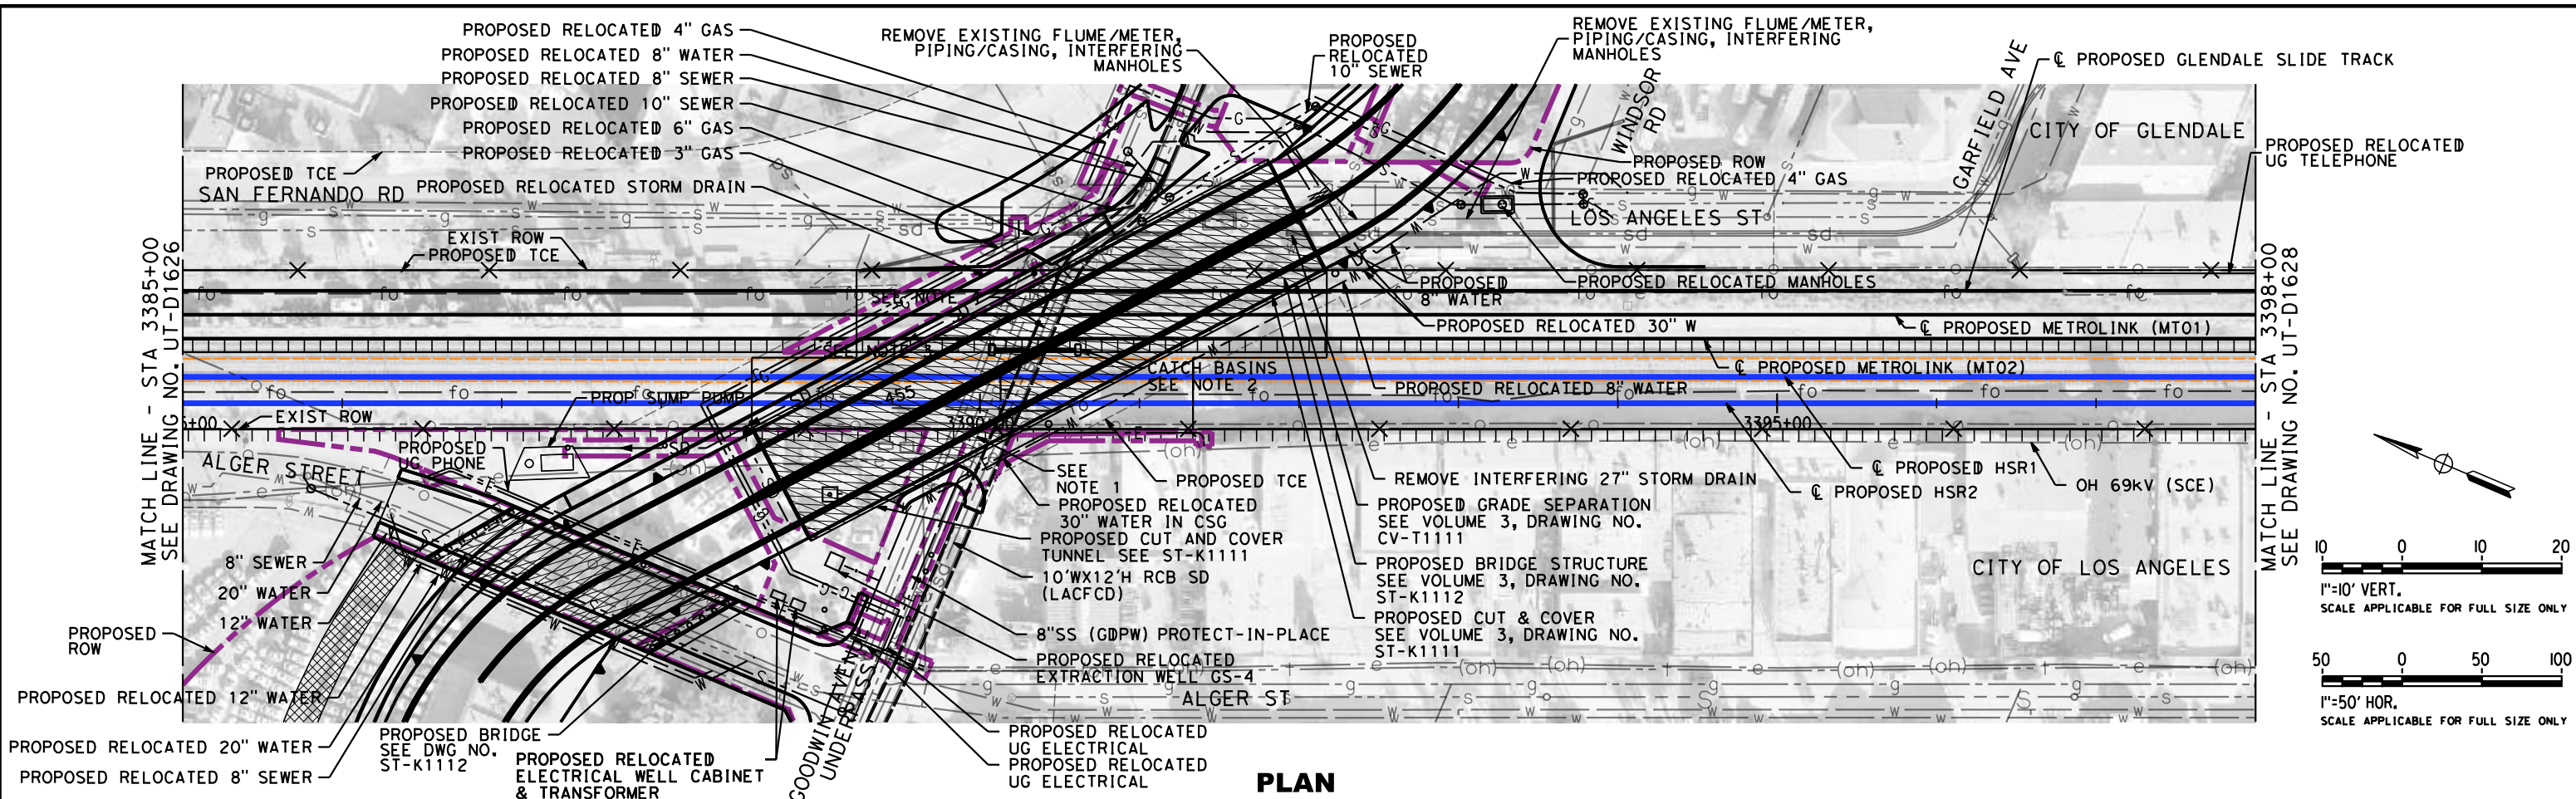 PROPOSED RELOCATED 4" GAS
PROPOSED RELOCATED 8" WATER
PROPOSED RELOCATED 8" SEWER
PROPOSED RELOCATED 10" SEWER
PROPOSED RELOCATED 6" GAS
PROPOSED RELOCATED 3" GAS
PROPOSED RELOCATED STORM DRAIN
PROPOSED TCE
SAN FERNANDO RD
EXIST ROW
PROPOSED TCE
REMOVE EXISTING FLUME/METER,
PIPING/CASING, INTERFERING
MANHOLES
PROPOSED
RELOCATED
10" SEWER
REMOVE EXISTING FLUME/METER,
PIPING/CASING, INTERFERING
MANHOLES
WINDSOR
RD
GARFIELD AVE
℄ PROPOSED GLENDALE SLIDE TRACK
CITY OF GLENDALE
PROPOSED RELOCATED
UG TELEPHONE
PROPOSED ROW
PROPOSED RELOCATED 4" GAS
LOS ANGELES ST
PROPOSED RELOCATED MANHOLES
PROPOSED
8" WATER
PROPOSED RELOCATED 30" W
℄ PROPOSED METROLINK (MT01)
℄ PROPOSED METROLINK (MT02)
PROPOSED RELOCATED 8" WATER
CATCH BASINS
SEE NOTE 2
MATCH LINE - STA 3385+00
SEE DRAWING NO. UT-D1626
MATCH LINE - STA 3398+00
SEE DRAWING NO. UT-D1628
PROP SUMP PUMP
455
EXIST ROW
5+00
3395+00
PROPOSED
UG PHONE
ALGER STREET
8" SEWER
20" WATER
12" WATER
PROPOSED
ROW
PROPOSED RELOCATED 12" WATER
PROPOSED RELOCATED 20" WATER
PROPOSED RELOCATED 8" SEWER
PROPOSED BRIDGE
SEE DWG NO.
ST-K1112
PROPOSED RELOCATED
ELECTRICAL WELL CABINET
& TRANSFORMER
GOODWIN AVENUE
UNDERPASS
SEE
NOTE 1
PROPOSED TCE
PROPOSED RELOCATED
30" WATER IN CSG
PROPOSED CUT AND COVER
TUNNEL SEE ST-K1111
10'WX12'H RCB SD
(LACFCD)
8"SS (GDPW) PROTECT-IN-PLACE
PROPOSED RELOCATED
EXTRACTION WELL GS-4
ALGER ST
PROPOSED RELOCATED
UG ELECTRICAL
PROPOSED RELOCATED
UG ELECTRICAL
REMOVE INTERFERING 27" STORM DRAIN
PROPOSED GRADE SEPARATION
SEE VOLUME 3, DRAWING NO.
CV-T1111
PROPOSED BRIDGE STRUCTURE
SEE VOLUME 3, DRAWING NO.
ST-K1112
PROPOSED CUT & COVER
SEE VOLUME 3, DRAWING NO.
ST-K1111
℄ PROPOSED HSR1
℄ PROPOSED HSR2
OH 69kV (SCE)
CITY OF LOS ANGELES
10 0 10 20
1"=10' VERT.
SCALE APPLICABLE FOR FULL SIZE ONLY
50 0 50 100
1"=50' HOR.
SCALE APPLICABLE FOR FULL SIZE ONLY
PLAN